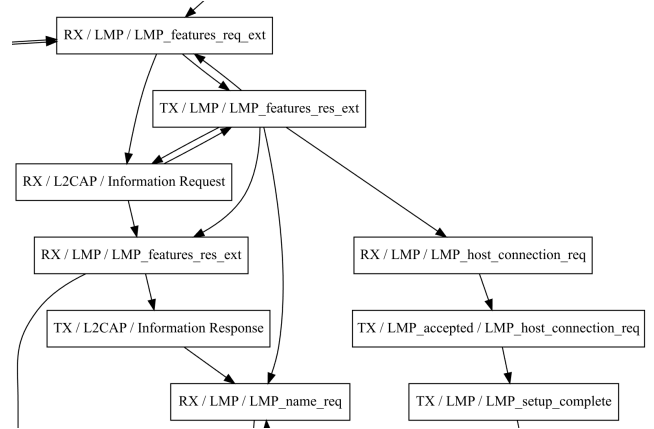 RX / LMP / LMP_features_req_ext
TX / LMP / LMP_features_res_ext
RX / L2CAP / Information Request
RX / LMP / LMP_features_res_ext
RX / LMP / LMP_host_connection_req
TX / L2CAP / Information Response
TX / LMP_accepted / LMP_host_connection_req
RX / LMP / LMP_name_req
TX / LMP / LMP_setup_complete